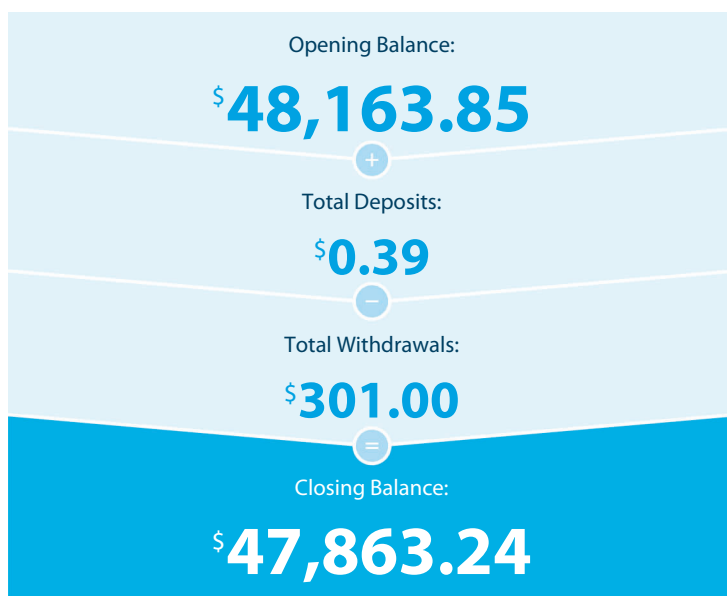 Opening Balance:
$48,163.85
+
Total Deposits:
$0.39
−
Total Withdrawals:
$301.00
=
Closing Balance:
$47,863.24